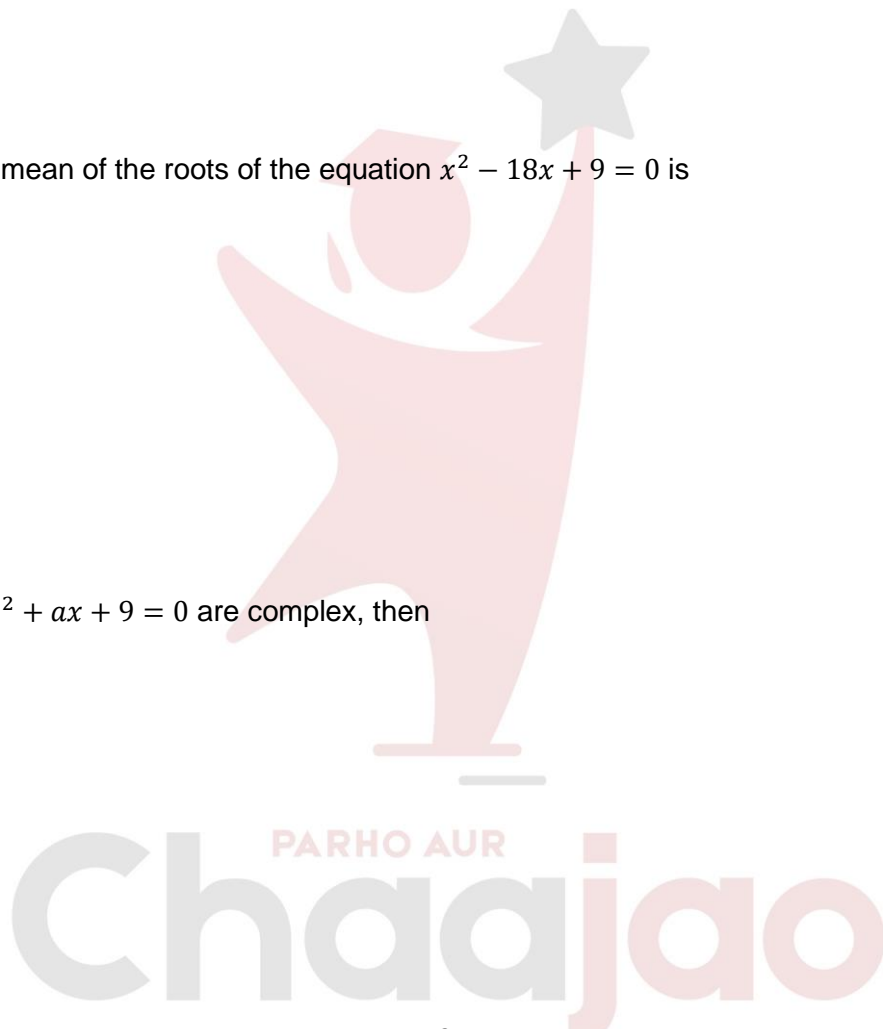 mean of the roots of the equation 𝑥² − 18𝑥 + 9 = 0 is
² + 𝑎𝑥 + 9 = 0 are complex, then
PARHO AUR
Chaajao